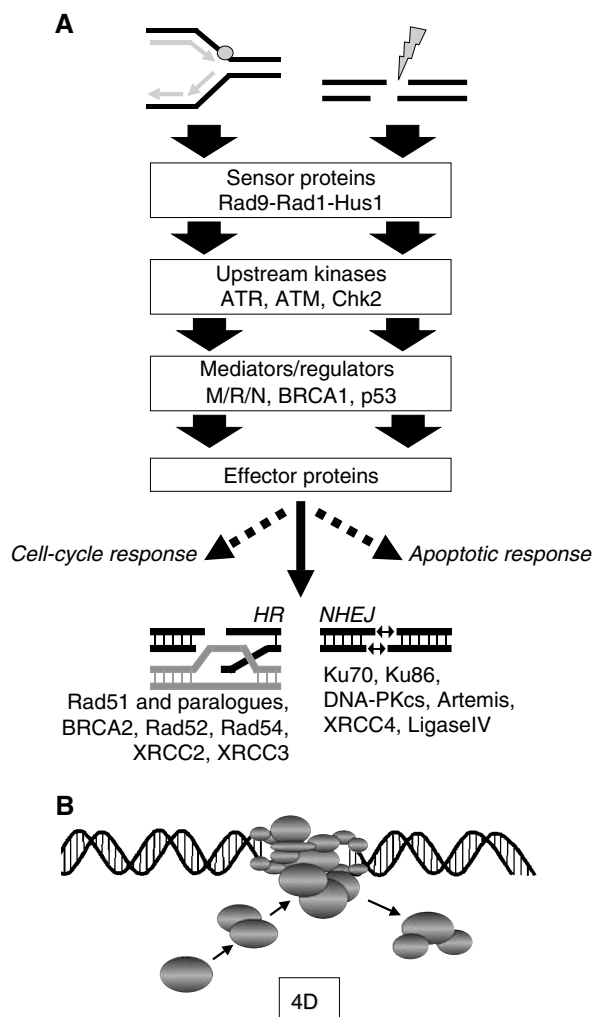 A
Sensor proteins
Rad9-Rad1-Hus1
Upstream kinases
ATR, ATM, Chk2
Mediators/regulators
M/R/N, BRCA1, p53
Effector proteins
Cell-cycle response
Apoptotic response
HR
NHEJ
Rad51 and paralogues,
BRCA2, Rad52, Rad54,
XRCC2, XRCC3
Ku70, Ku86,
DNA-PKcs, Artemis,
XRCC4, LigaseIV
B
4D